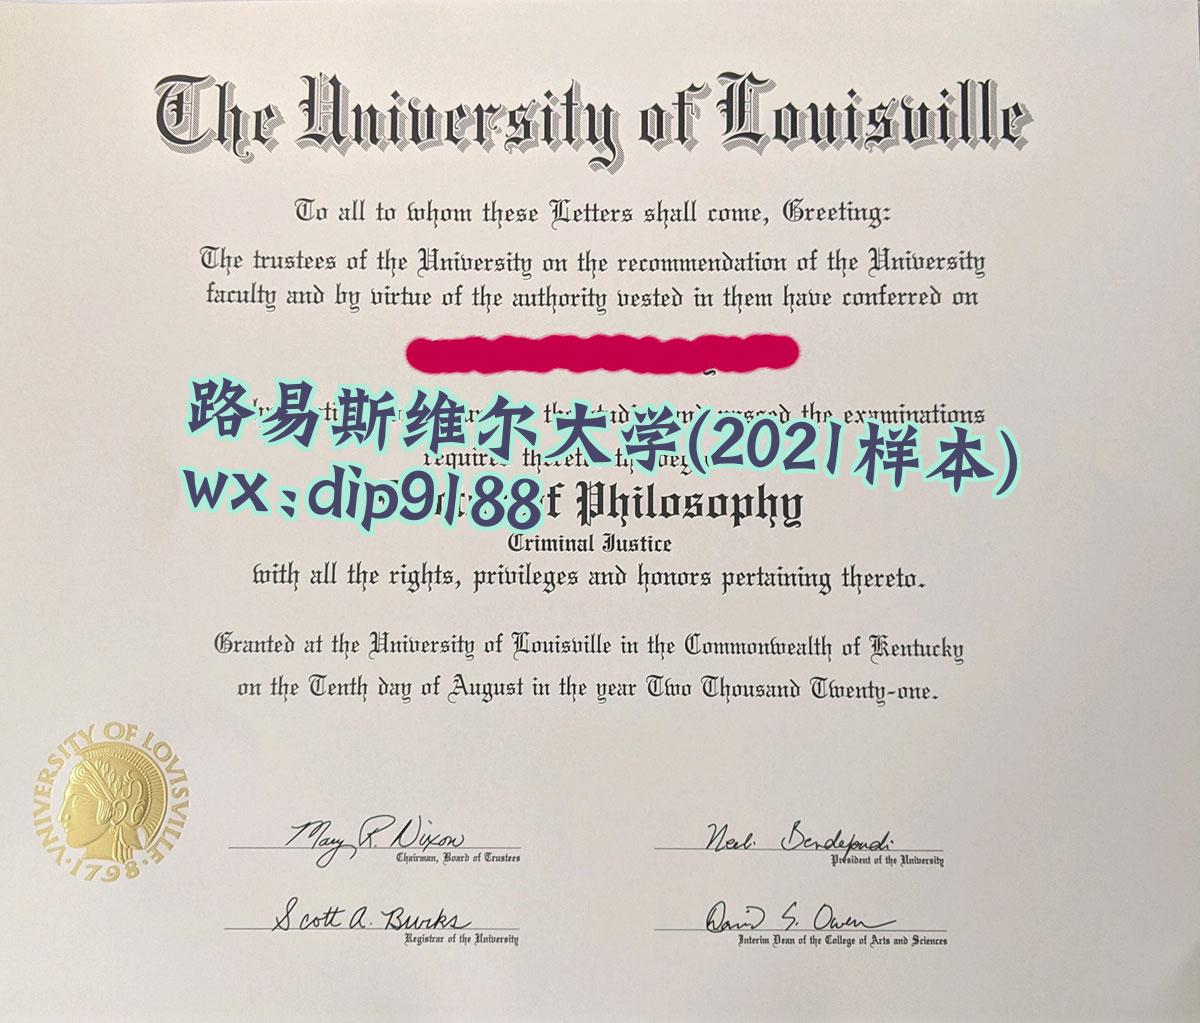 The University of Louisville
To all to whom these Letters shall come, Greeting:
The trustees of the University on the recommendation of the University
faculty and by virtue of the authority vested in them have conferred on
路易斯维尔大学(2021样本)
the examinations
wx:dip9188
Philosophy
Criminal Justice
with all the rights, privileges and honors pertaining thereto.
Granted at the University of Louisville in the Commonwealth of Kentucky
on the Tenth day of August in the year Two Thousand Twenty-one.
UNIVERSITY OF LOVISVILLE
·1798·
Mary R. Nixon
Chairman, Board of Trustees
Neeli Bendapudi
President of the University
Scott A. Burks
Registrar of the University
David S. Owen
Interim Dean of the College of Arts and Sciences